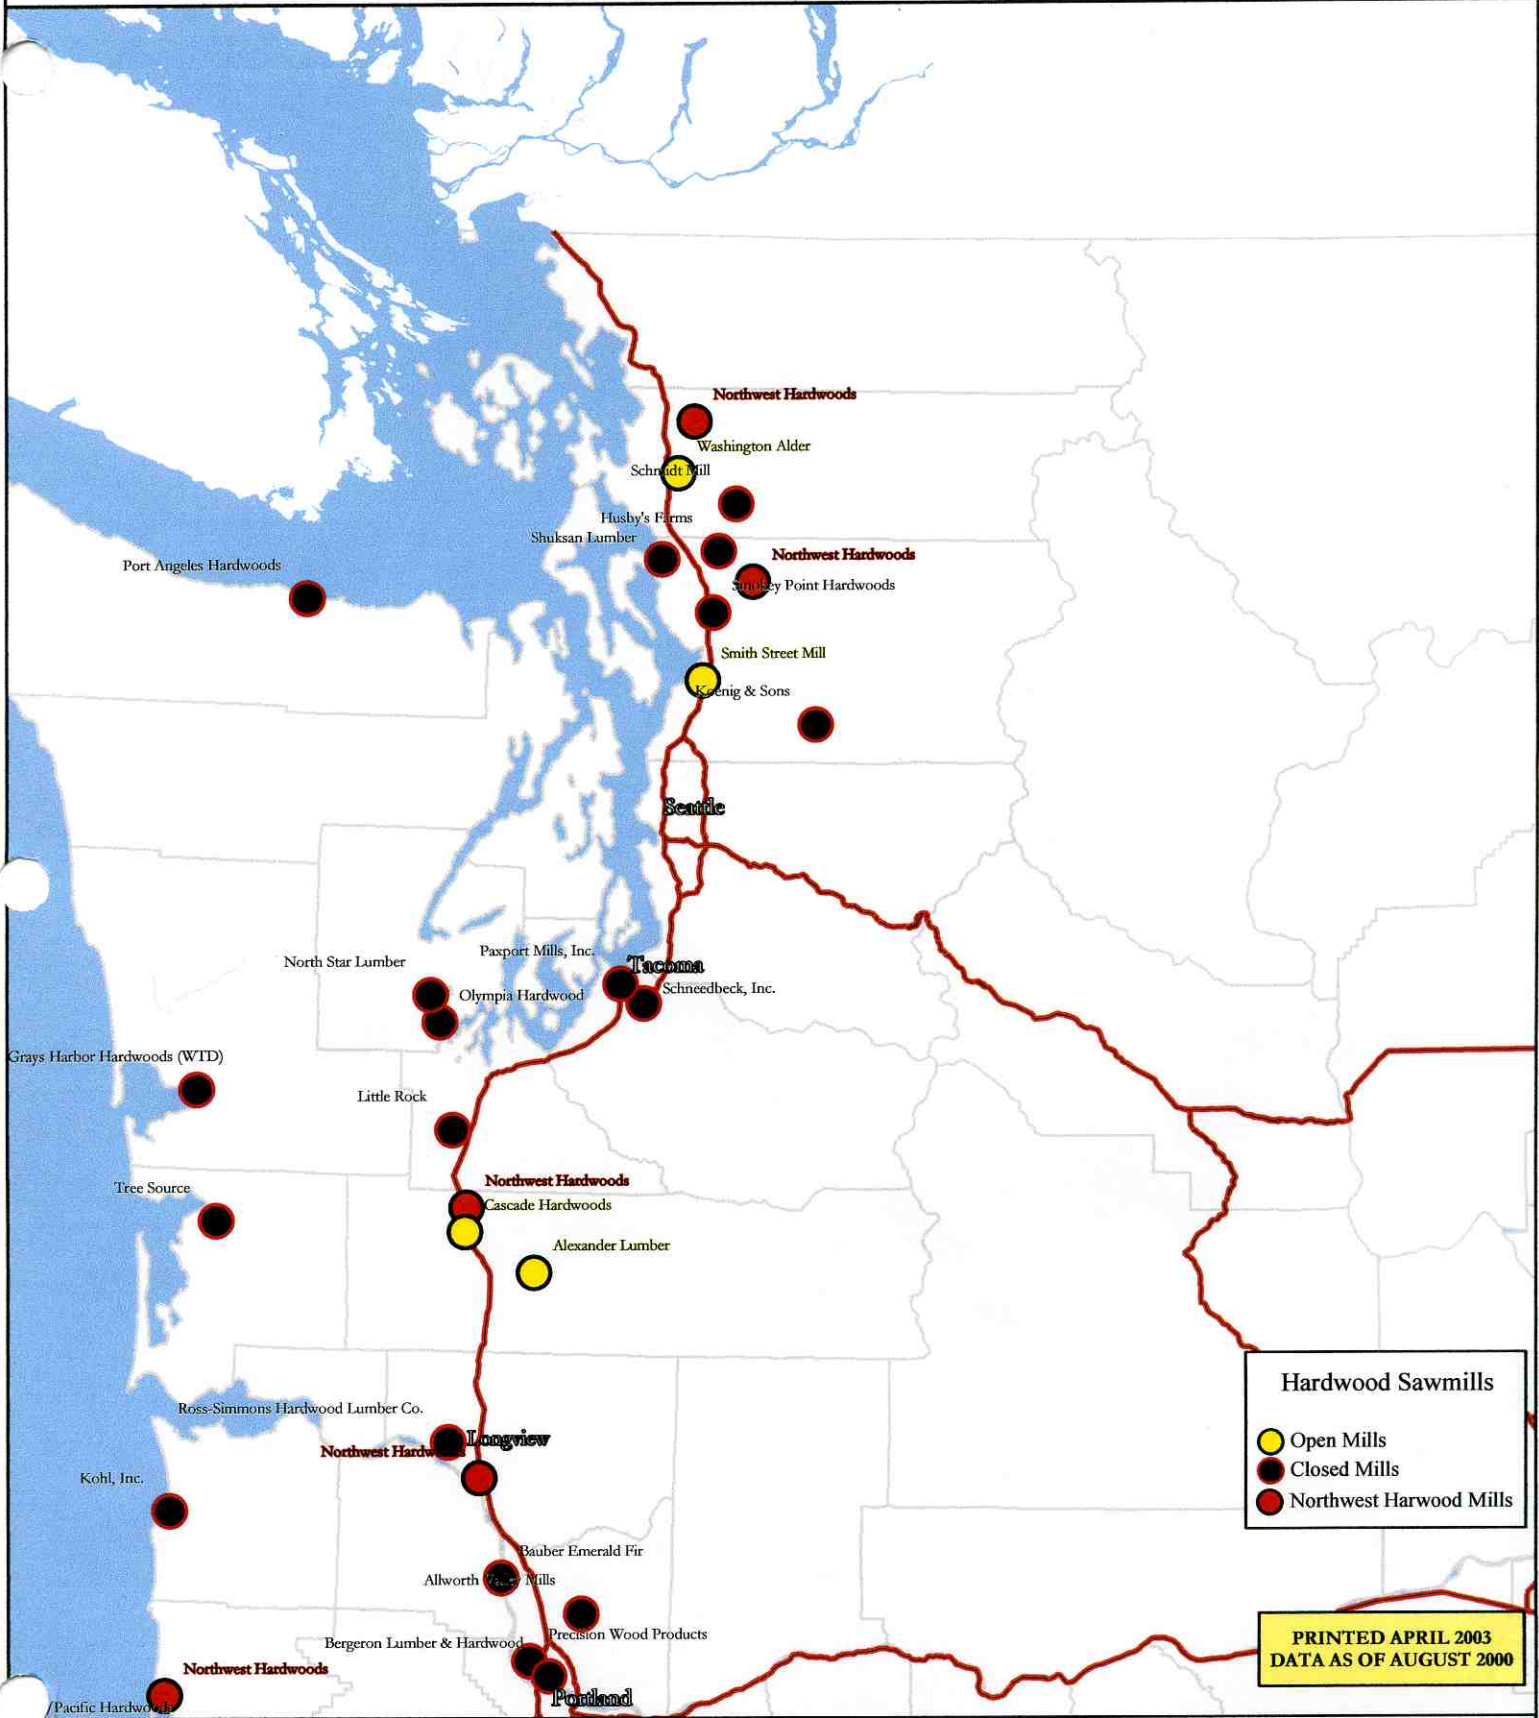 Northwest Hardwoods
Washington Alder
Schmidt Mill
Husby's Farms
Shuksan Lumber
Northwest Hardwoods
Port Angeles Hardwoods
Smokey Point Hardwoods
Smith Street Mill
Koenig & Sons
Seattle
Paxport Mills, Inc.
North Star Lumber
Tacoma
Schneedbeck, Inc.
Olympia Hardwood
Grays Harbor Hardwoods (WTD)
Little Rock
Northwest Hardwoods
Tree Source
Cascade Hardwoods
Alexander Lumber
Hardwood Sawmills
Open Mills
Closed Mills
Northwest Harwood Mills
Ross-Simmons Hardwood Lumber Co.
Longview
Northwest Hardwoods
Kohl, Inc.
Bauber Emerald Fir
Allworth Mills
Precision Wood Products
Bergeron Lumber & Hardwood
PRINTED APRIL 2003
DATA AS OF AUGUST 2000
Northwest Hardwoods
Portland
/Pacific Hardwoods